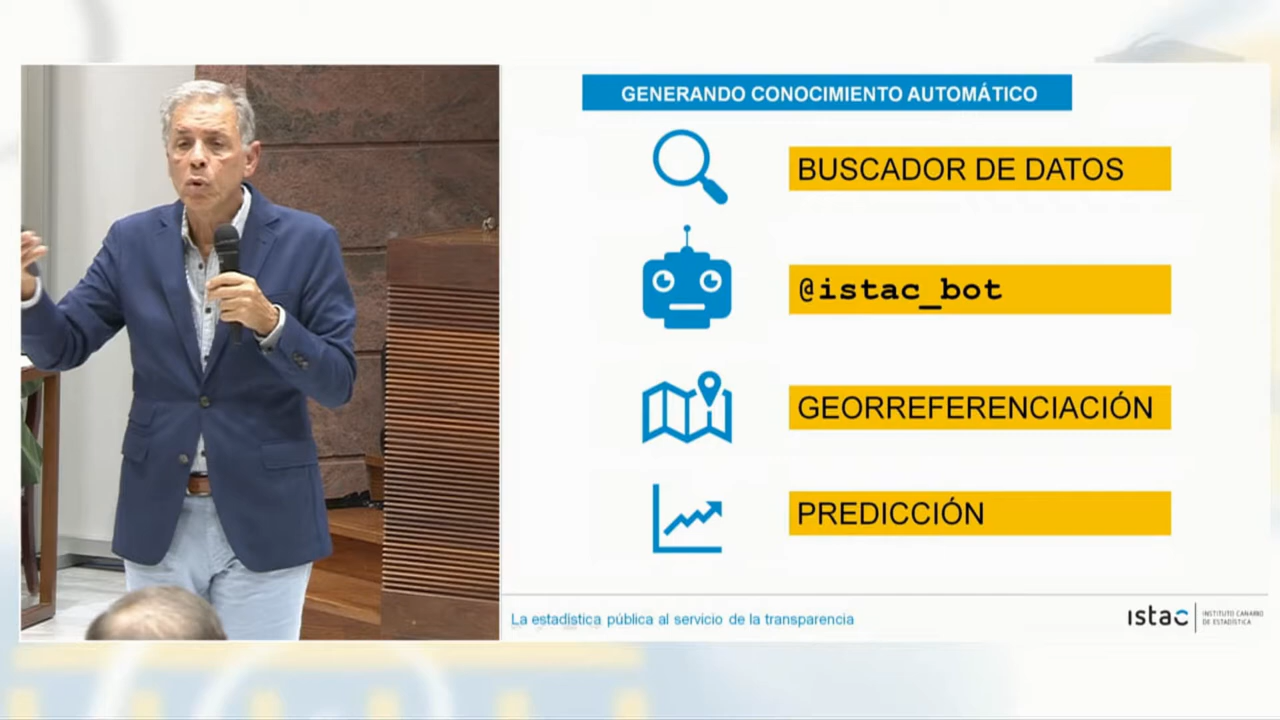 GENERANDO CONOCIMIENTO AUTOMÁTICO
BUSCADOR DE DATOS
@istac_bot
GEORREFERENCIACIÓN
PREDICCIÓN
La estadística pública al servicio de la transparencia
istac
INSTITUTO CANARIO
DE ESTADÍSTICA